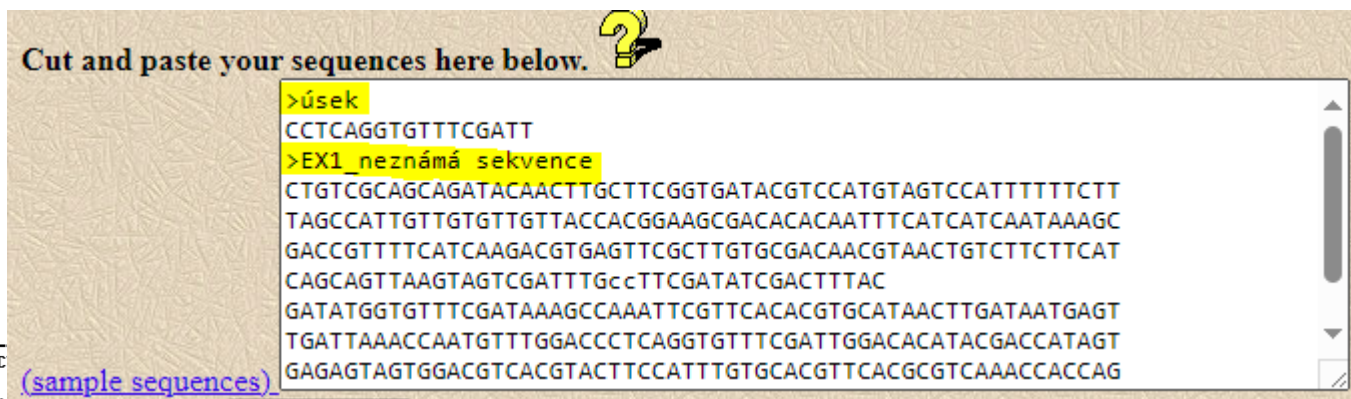 Cut and paste your sequences here below.
>úsek
CCTCAGGTGTTTCGATT
>EX1_neznámá sekvence
CTGTCGCAGCAGATACAACTTGCTTCGGTGATACGTCCATGTAGTCCATTTTTTCTT
TAGCCATTGTTGTGTTGTTACCACGGAAGCGACACACAATTTCATCATCAATAAAGC
GACCGTTTTCATCAAGACGTGAGTTCGCTTGTGCGACAACGTAACTGTCTTCTTCAT
CAGCAGTTAAGTAGTCGATTTGccTTCGATATCGACTTTAC
GATATGGTGTTTCGATAAAGCCAAATTCGTTCACACGTGCATAACTTGATAATGAGT
TGATTAAACCAATGTTTGGACCCTCAGGTGTTTCGATTGGACACATACGACCATAGT
GAGAGTAGTGGACGTCACGTACTTCCATTTGTGCACGTTCACGCGTCAAACCACCAG
(sample sequences)